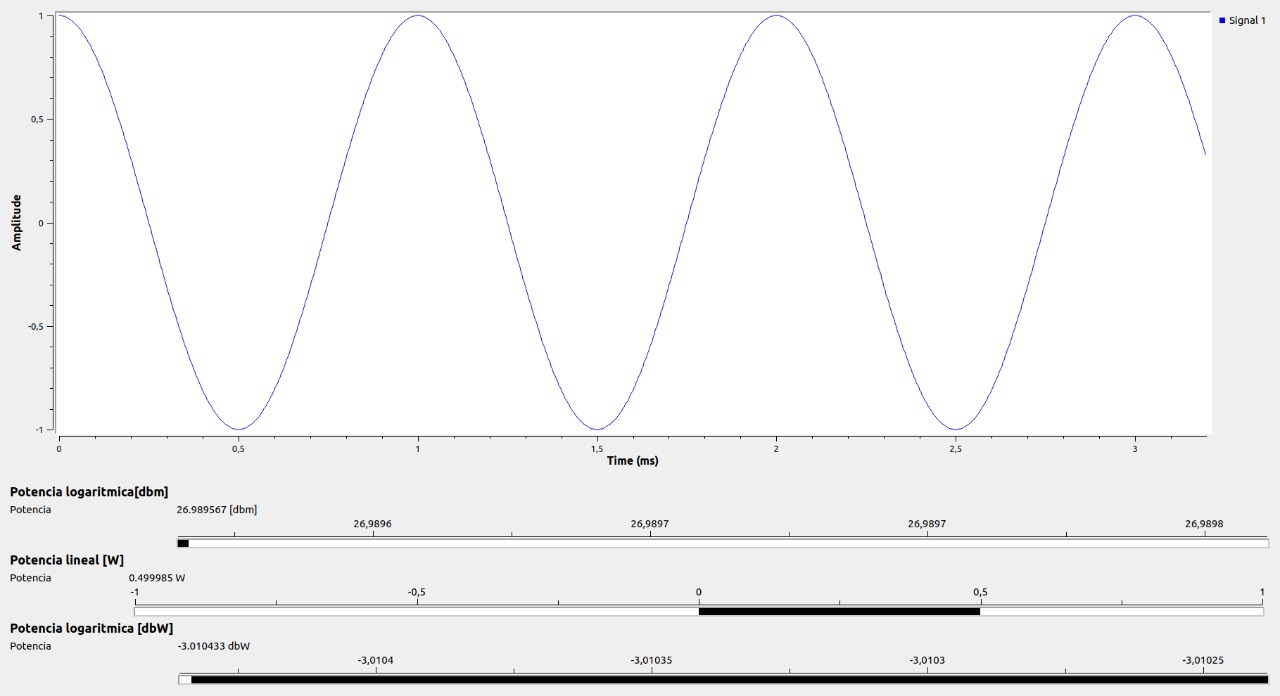 Signal 1
1
0,5
0
-0,5
-1
Amplitude
0 0,5 1 1,5 2 2,5 3
Time (ms)
Potencia logaritmica[dbm]
Potencia 26.989567 [dbm]
26,9896 26,9897 26,9897 26,9898
Potencia lineal [W]
Potencia 0.499985 W
-1 -0,5 0 0,5 1
Potencia logaritmica [dbW]
Potencia -3.010433 dbW
-3,0104 -3,01035 -3,0103 -3,01025